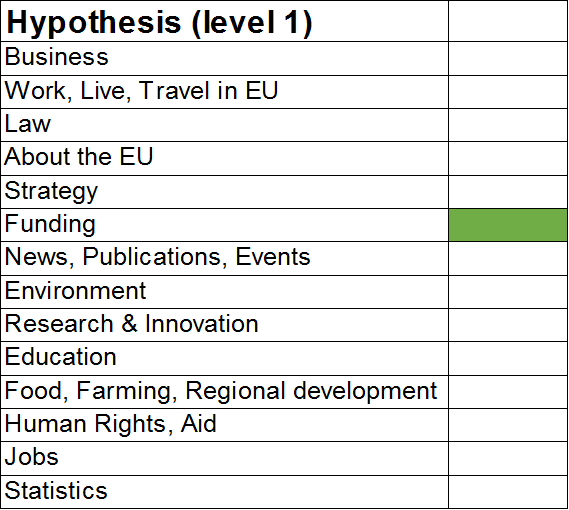 Hypothesis (level 1)
Business
Work, Live, Travel in EU
Law
About the EU
Strategy
Funding
News, Publications, Events
Environment
Research & Innovation
Education
Food, Farming, Regional development
Human Rights, Aid
Jobs
Statistics